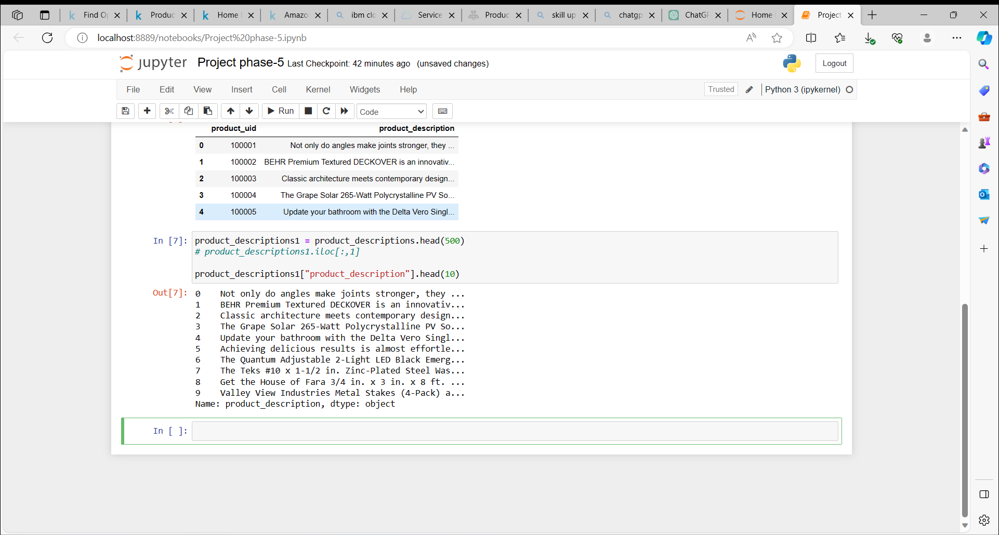 Find O
Produc
Home
Amazo
ibm clo
Service
Produc
skill up
chatgp
ChatGP
Home
Project
localhost:8889/notebooks/Project%20phase-5.ipynb
jupyter Project phase-5 Last Checkpoint: 42 minutes ago (unsaved changes)
Logout
File Edit View Insert Cell Kernel Widgets Help
Trusted Python 3 (ipykernel)
Run Code
product_uid product_description
0 100001 Not only do angles make joints stronger, they ...
1 100002 BEHR Premium Textured DECKOVER is an innovativ...
2 100003 Classic architecture meets contemporary design...
3 100004 The Grape Solar 265-Watt Polycrystalline PV So...
4 100005 Update your bathroom with the Delta Vero Singl...
In [7]: product_descriptions1 = product_descriptions.head(500)
# product_descriptions1.iloc[:,1]
product_descriptions1["product_description"].head(10)
Out[7]: 0 Not only do angles make joints stronger, they ...
1 BEHR Premium Textured DECKOVER is an innovativ...
2 Classic architecture meets contemporary design...
3 The Grape Solar 265-Watt Polycrystalline PV So...
4 Update your bathroom with the Delta Vero Singl...
5 Achieving delicious results is almost effortle...
6 The Quantum Adjustable 2-Light LED Black Emerg...
7 The Teks #10 x 1-1/2 in. Zinc-Plated Steel Was...
8 Get the House of Fara 3/4 in. x 3 in. x 8 ft. ...
9 Valley View Industries Metal Stakes (4-Pack) a...
Name: product_description, dtype: object
In [ ]: